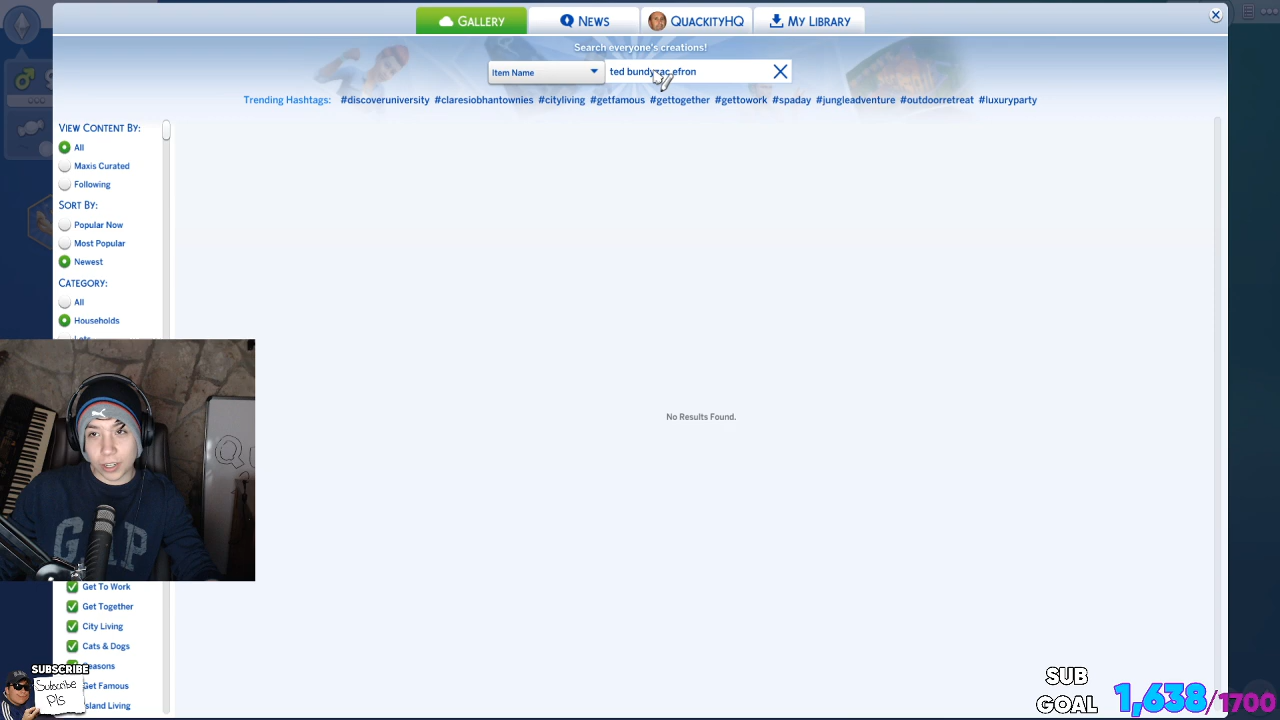 GALLERY
NEWS
QUACKITYHQ
MY LIBRARY
Search everyone's creations!
Item Name
ted bundyzac efron
Trending Hashtags: #discoveruniversity #claresiobhantownies #cityliving #getfamous #gettogether #gettowork #spaday #jungleadventure #outdoorretreat #luxuryparty
VIEW CONTENT BY:
All
Maxis Curated
Following
SORT BY:
Popular Now
Most Popular
Newest
CATEGORY:
All
Households
No Results Found.
GAP
Get To Work
Get Together
City Living
Cats & Dogs
Seasons
Get Famous
Island Living
SUBSCRIBE
Subscribe
Pls
SUB
GOAL
1,638/1700